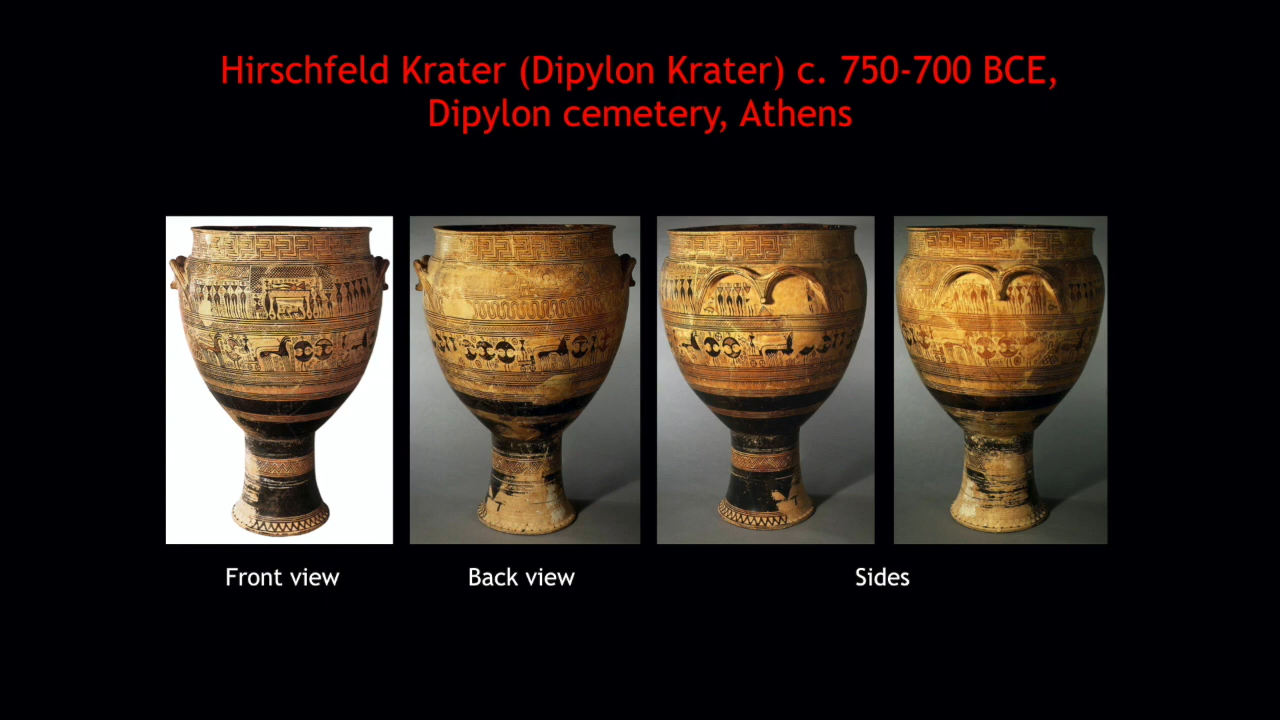 Hirschfeld Krater (Dipylon Krater) c. 750-700 BCE,
Dipylon cemetery, Athens
Front view
Back view
Sides